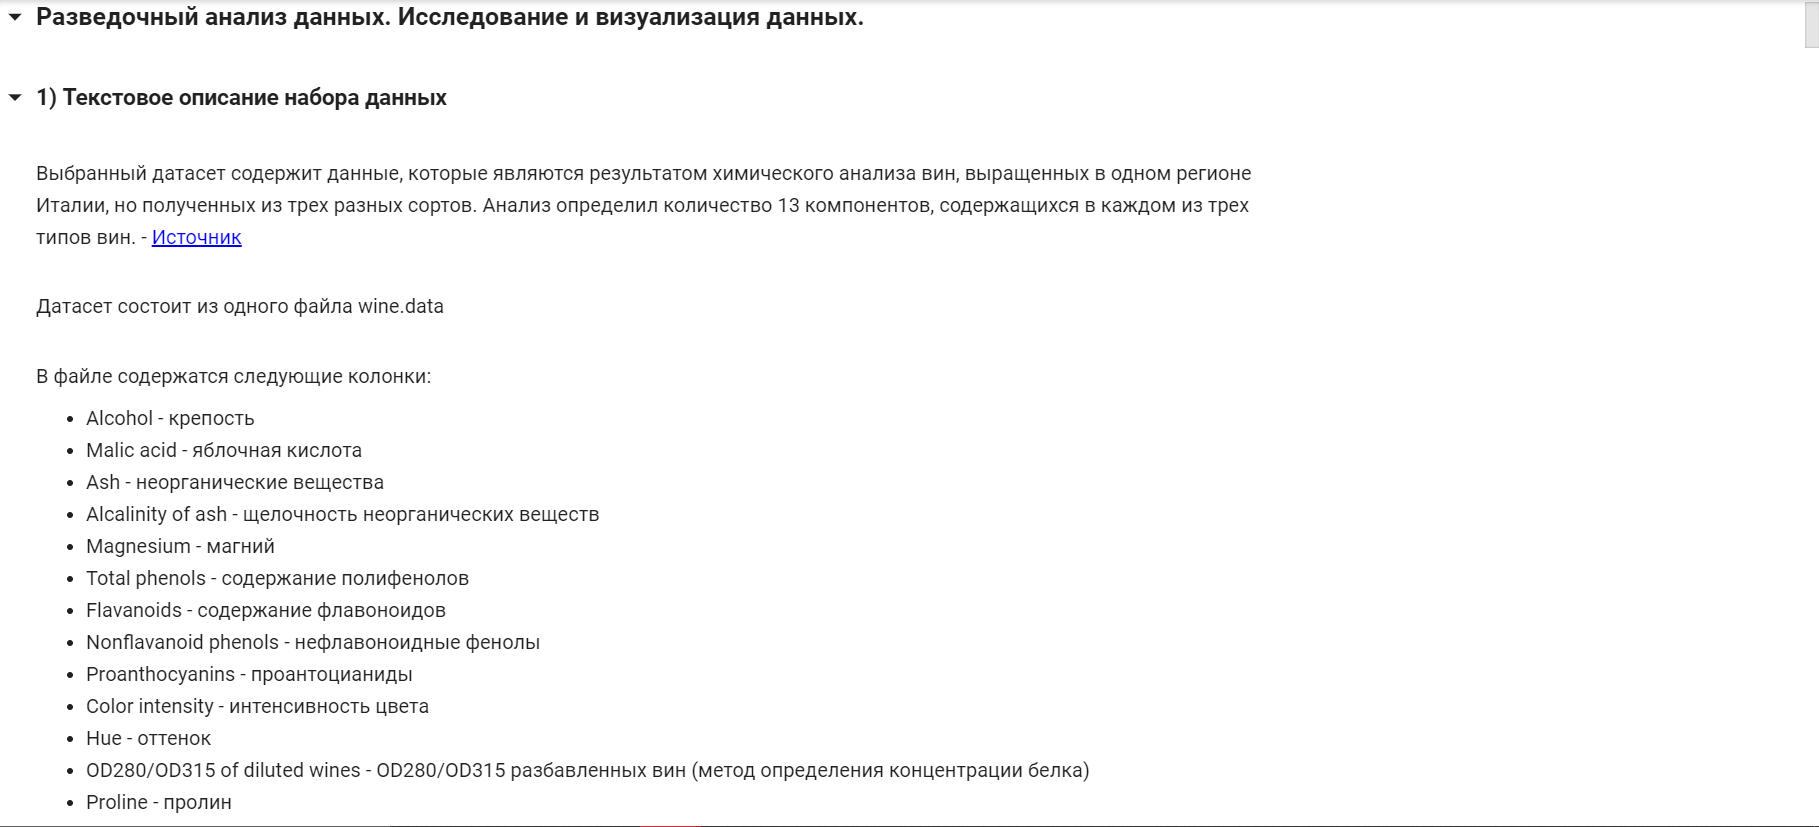 Разведочный анализ данных. Исследование и визуализация данных.
1) Текстовое описание набора данных
Выбранный датасет содержит данные, которые являются результатом химического анализа вин, выращенных в одном регионе
Италии, но полученных из трех разных сортов. Анализ определил количество 13 компонентов, содержащихся в каждом из трех
типов вин. - Источник
Датасет состоит из одного файла wine.data
В файле содержатся следующие колонки:
• Alcohol - крепость
• Malic acid - яблочная кислота
• Ash - неорганические вещества
• Alcalinity of ash - щелочность неорганических веществ
• Magnesium - магний
• Total phenols - содержание полифенолов
• Flavanoids - содержание флавоноидов
• Nonflavanoid phenols - нефлавоноидные фенолы
• Proanthocyanins - проантоцианиды
• Color intensity - интенсивность цвета
• Hue - оттенок
• OD280/OD315 of diluted wines - OD280/OD315 разбавленных вин (метод определения концентрации белка)
• Proline - пролин